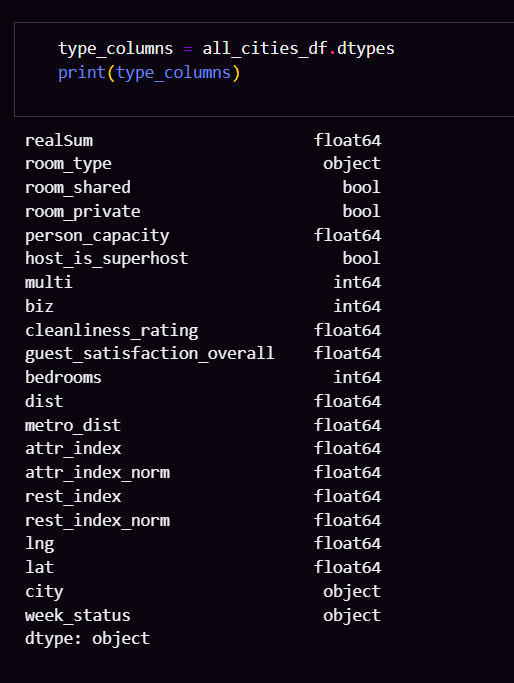 type_columns = all_cities_df.dtypes
print(type_columns)
realSum float64
room_type object
room_shared bool
room_private bool
person_capacity float64
host_is_superhost bool
multi int64
biz int64
cleanliness_rating float64
guest_satisfaction_overall float64
bedrooms int64
dist float64
metro_dist float64
attr_index float64
attr_index_norm float64
rest_index float64
rest_index_norm float64
lng float64
lat float64
city object
week_status object
dtype: object